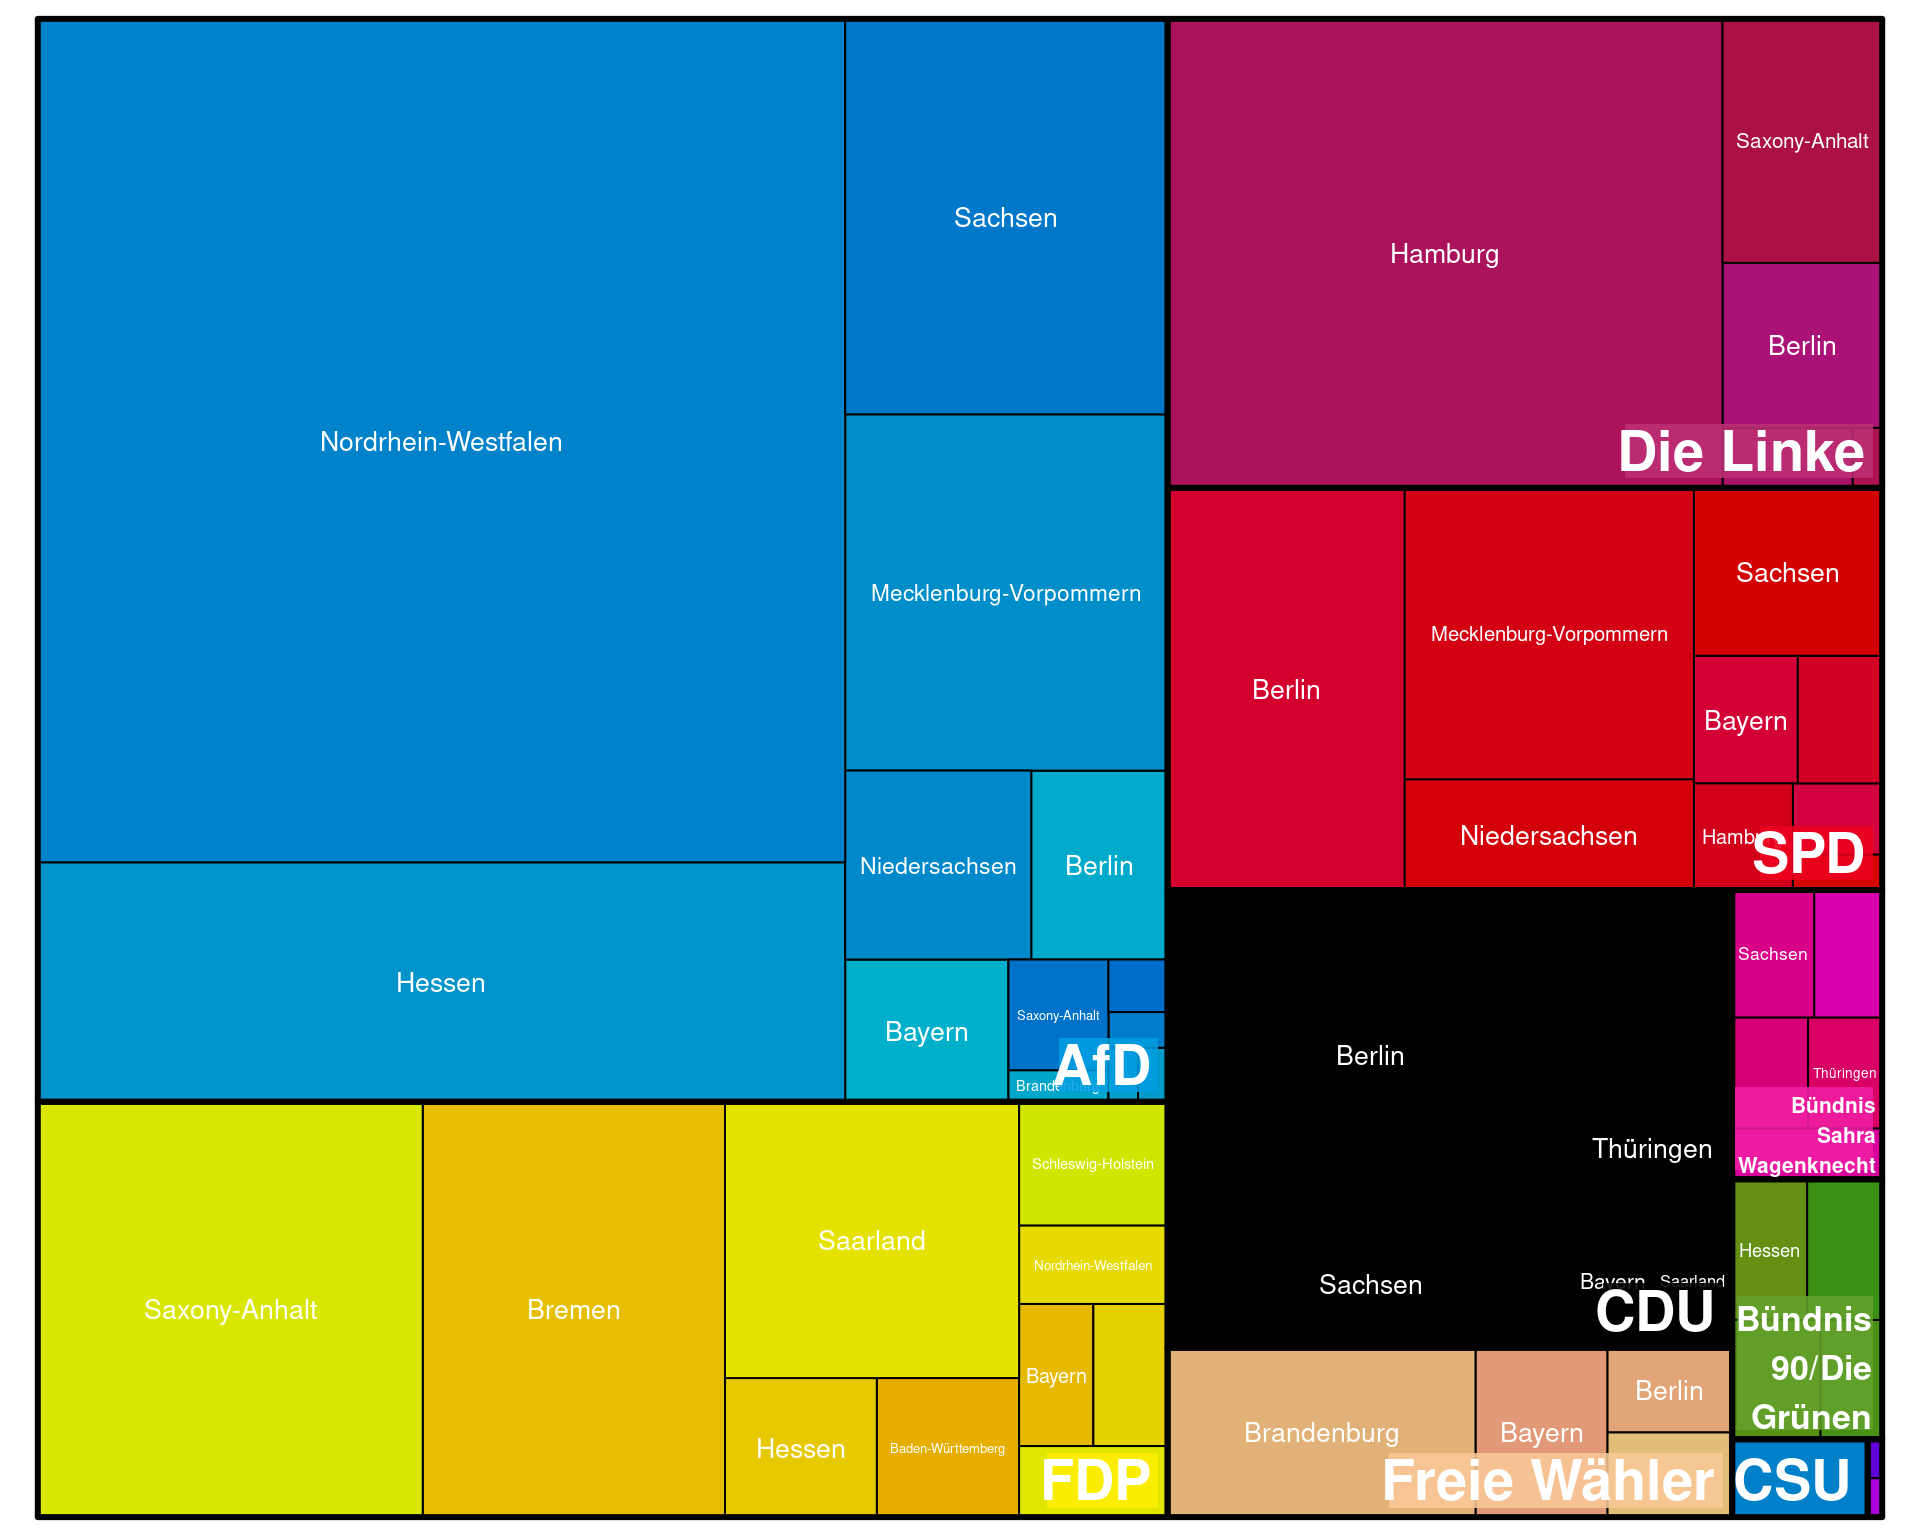 Nordrhein-Westfalen
Sachsen
Mecklenburg-Vorpommern
Niedersachsen
Berlin
Hessen
Bayern
Saxony-Anhalt
Brandenburg
AfD
Saxony-Anhalt
Bremen
Saarland
Schleswig-Holstein
Nordrhein-Westfalen
Bayern
Hessen
Baden-Württemberg
FDP
Hamburg
Saxony-Anhalt
Berlin
Die Linke
Berlin
Mecklenburg-Vorpommern
Sachsen
Bayern
Niedersachsen
Hamburg
SPD
Berlin
Thüringen
Sachsen
Bayern
Saarland
CDU
Sachsen
Thüringen
Bündnis
Sahra
Wagenknecht
Hessen
Bündnis
90/Die
Grünen
Brandenburg
Bayern
Berlin
Freie Wähler
CSU